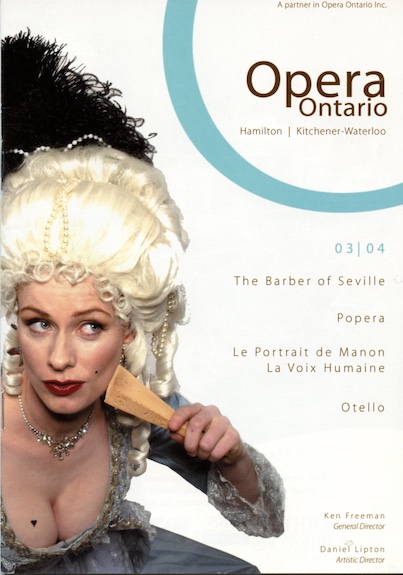 A partner in Opera Ontario Inc.
Opera
Ontario
Hamilton | Kitchener-Waterloo
03|04
The Barber of Seville
Popera
Le Portrait de Manon
La Voix Humaine
Otello
Ken Freeman
General Director
Daniel Lipton
Artistic Director